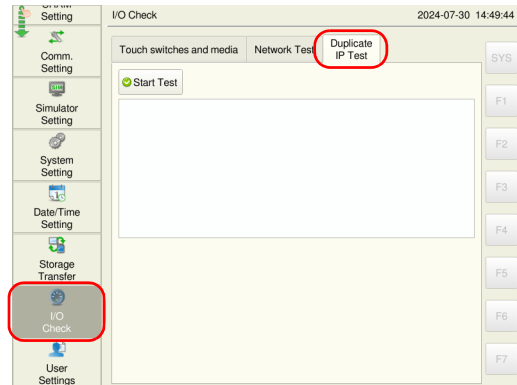 Setting
I/O Check
2024-07-30 14:49:44
Comm.
Setting
Touch switches and media
Network Test
Duplicate
IP Test
SYS
Start Test
SIM
Simulator
Setting
F1
System
Setting
F2
Date/Time
Setting
F3
F4
Storage
Transfer
F5
I/O
Check
F6
User
Settings
F7